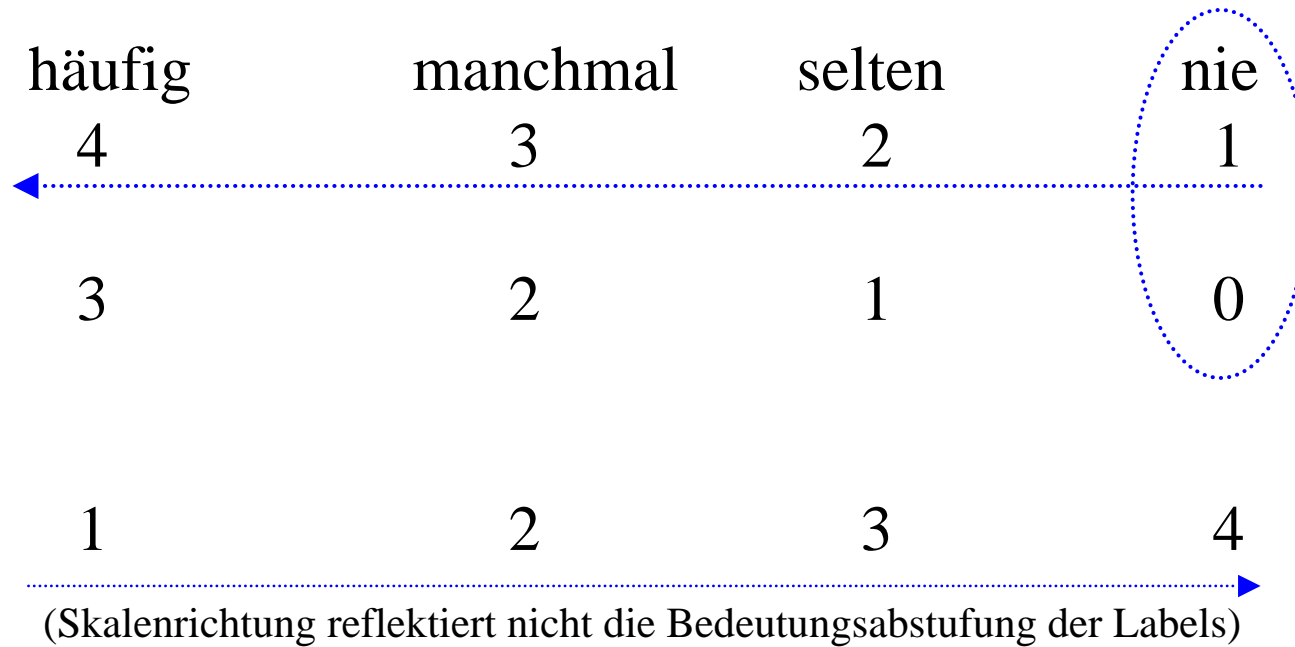 häufig manchmal selten nie
4 3 2 1
3 2 1 0
1 2 3 4
(Skalenrichtung reflektiert nicht die Bedeutungsabstufung der Labels)